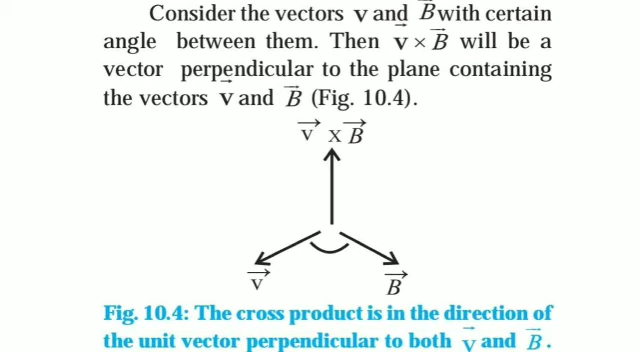 Consider the vectors v and B with certain
angle between them. Then v × B will be a
vector perpendicular to the plane containing
the vectors v and B (Fig. 10.4).
v x B
v
B
Fig. 10.4: The cross product is in the direction of
the unit vector perpendicular to both v and B.